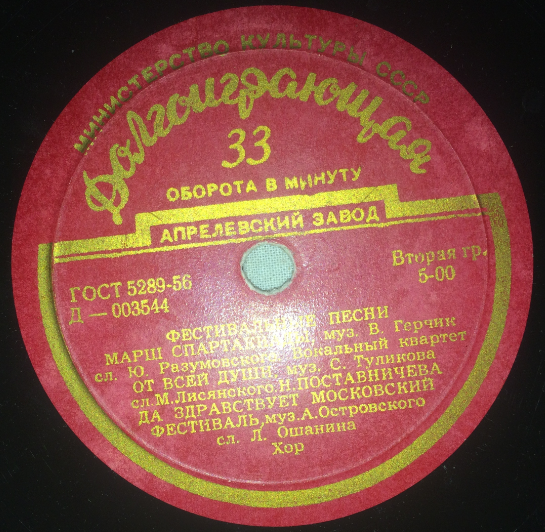 МИНИСТЕРСТВО КУЛЬТУРЫ СССР
Долгоиграющая
33
ОБОРОТА В МИНУТУ
АПРЕЛЕВСКИЙ ЗАВОД
ГОСТ 5289-56
Д — 003544
Вторая гр.
5-00
ФЕСТИВАЛЬНЫЕ ПЕСНИ
МАРШ муз. В. Герчик
сл. Ю. Разумовского Вокальный квартет
ОТ ВСЕЙ ДУШИ, муз. С. Туликова
сл.М.Лисянского,Н.ПОСТАВНИЧЕВА
ДА ЗДРАВСТВУЕТ МОСКОВСКИЙ
ФЕСТИВАЛЬ,муз.А.Островского
сл. Л. Ошанина
Хор